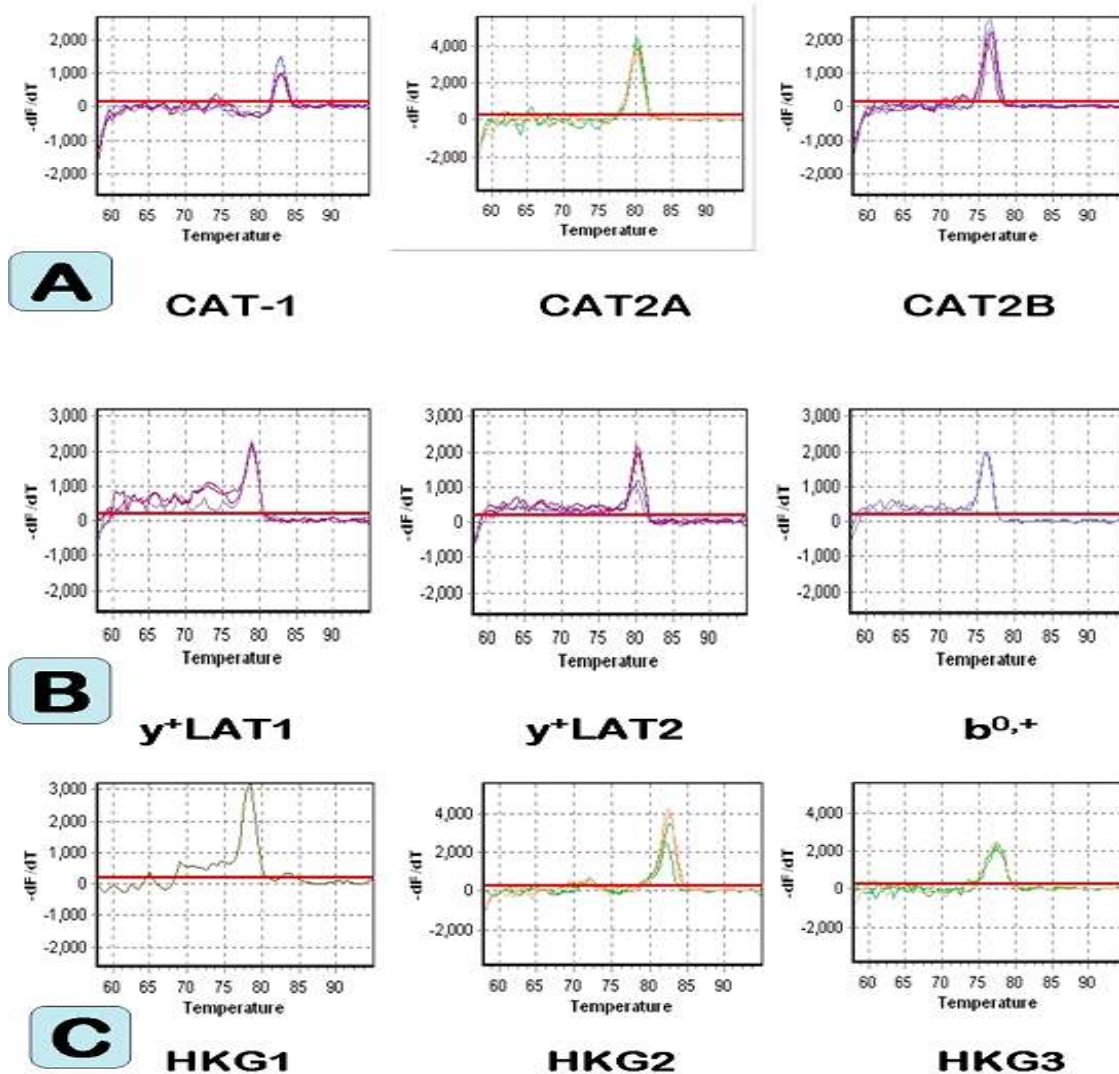 -dF/dT
2,000
1,000
0
-1,000
-2,000
60 65 70 75 80 85 90
Temperature
-dF/dT
4,000
2,000
0
-2,000
60 65 70 75 80 85 90
Temperature
-dF/dT
2,000
1,000
0
-1,000
-2,000
60 65 70 75 80 85 90
Temperature
A
CAT-1 CAT2A CAT2B
-dF/dT
3,000
2,000
1,000
0
-1,000
-2,000
60 65 70 75 80 85 90
Temperature
-dF/dT
3,000
2,000
1,000
0
-1,000
-2,000
60 65 70 75 80 85 90
Temperature
-dF/dT
3,000
2,000
1,000
0
-1,000
-2,000
60 65 70 75 80 85 90
Temperature
B
y⁺LAT1 y⁺LAT2 b⁰,⁺
-dF/dT
3,000
2,000
1,000
0
-1,000
-2,000
60 65 70 75 80 85 90
Temperature
-dF/dT
4,000
2,000
0
-2,000
60 65 70 75 80 85 90
Temperature
-dF/dT
4,000
2,000
0
-2,000
60 65 70 75 80 85 90
Temperature
C
HKG1 HKG2 HKG3